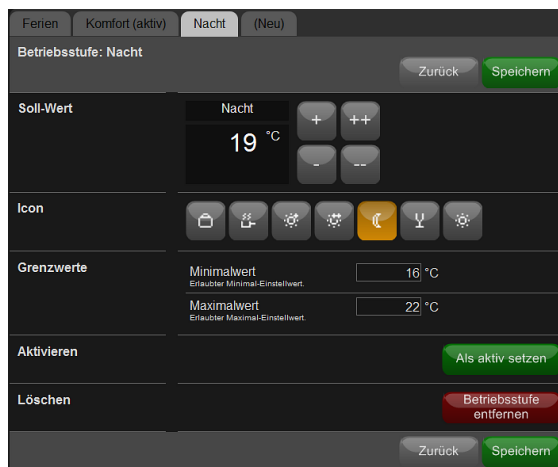 Ferien Komfort (aktiv) Nacht (Neu)
Betriebsstufe: Nacht
Zurück Speichern
Soll-Wert
Nacht
19 °C
+ ++
- --
Icon
Grenzwerte
Minimalwert 16 °C
Erlaubter Minimal-Einstellwert.
Maximalwert 22 °C
Erlaubter Maximal-Einstellwert.
Aktivieren
Als aktiv setzen
Löschen
Betriebsstufe
entfernen
Zurück Speichern